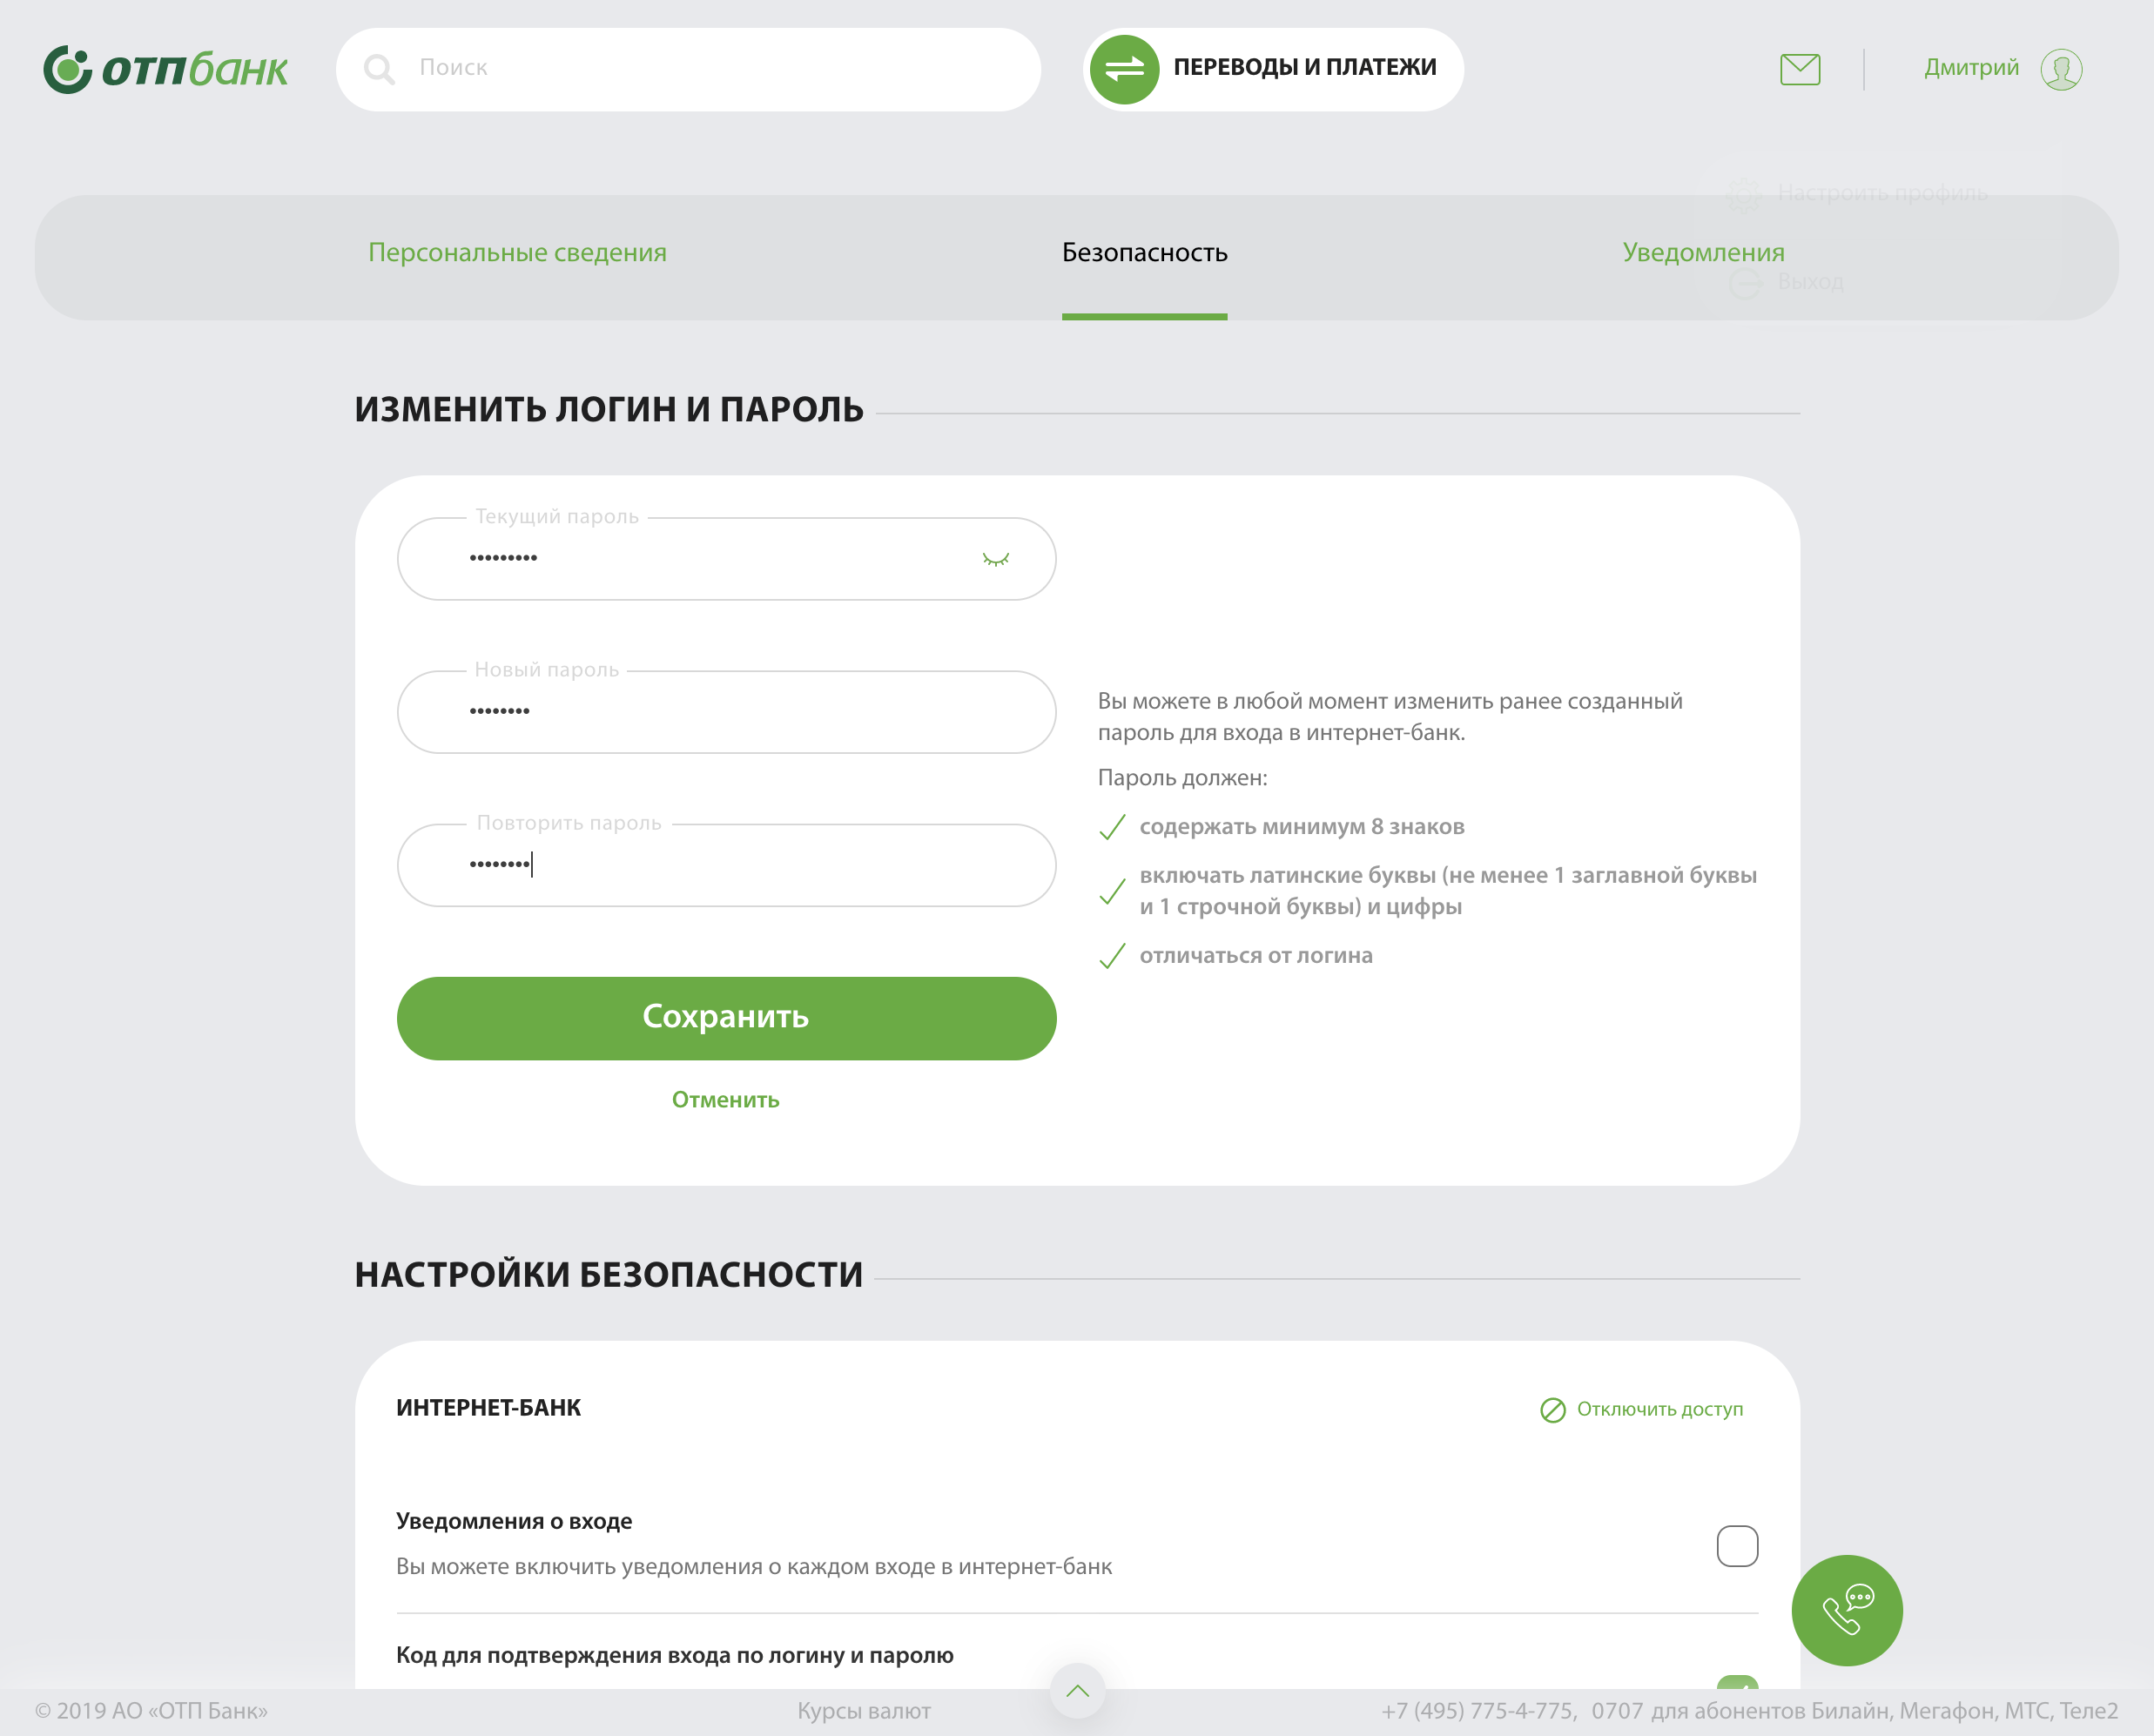 ОТПбанк
Поиск
ПЕРЕВОДЫ И ПЛАТЕЖИ
Дмитрий
Настроить профиль
Персональные сведения
Безопасность
Уведомления
Выход
ИЗМЕНИТЬ ЛОГИН И ПАРОЛЬ
Текущий пароль
•••••••••
Новый пароль
••••••••
Повторить пароль
••••••••
Сохранить
Отменить
Вы можете в любой момент изменить ранее созданный
пароль для входа в интернет-банк.
Пароль должен:
содержать минимум 8 знаков
включать латинские буквы (не менее 1 заглавной буквы
и 1 строчной буквы) и цифры
отличаться от логина
НАСТРОЙКИ БЕЗОПАСНОСТИ
ИНТЕРНЕТ-БАНК
Отключить доступ
Уведомления о входе
Вы можете включить уведомления о каждом входе в интернет-банк
Код для подтверждения входа по логину и паролю
© 2019 АО «ОТП Банк»
Курсы валют
+7 (495) 775-4-775, 0707 для абонентов Билайн, Мегафон, МТС, Теле2